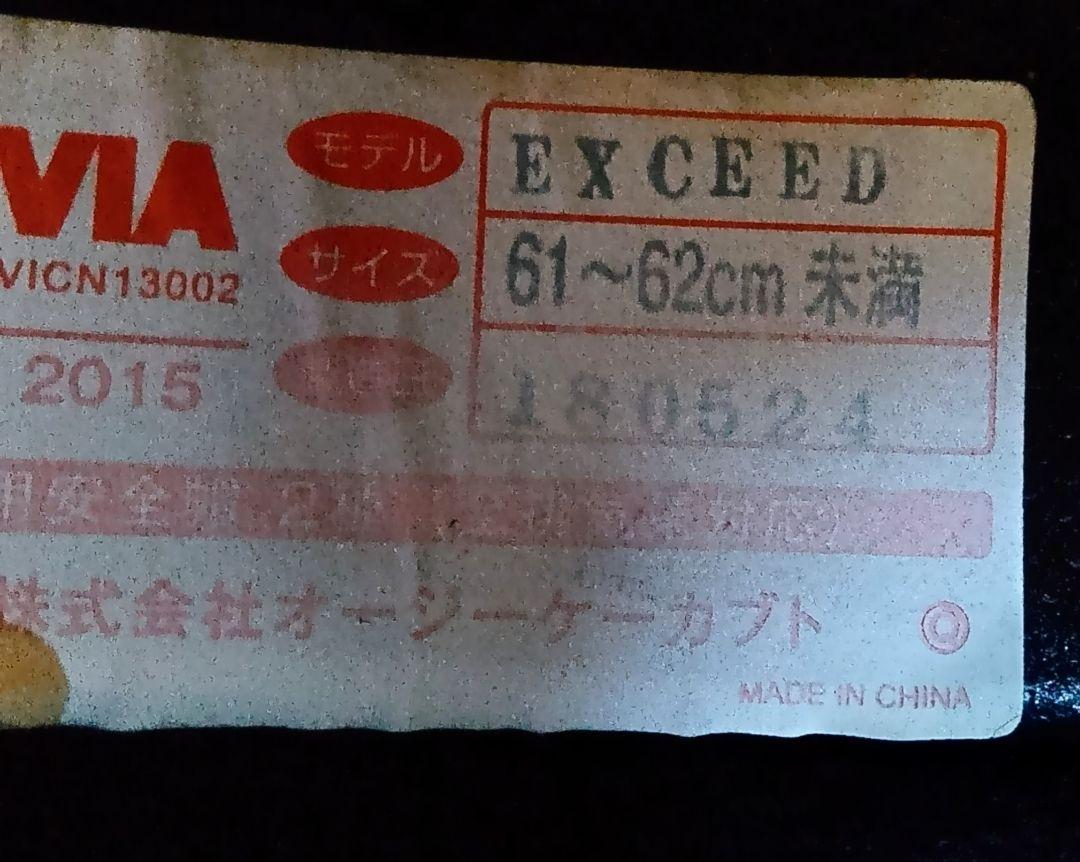 VIA
VICN13002
2015
モデル EXCEED
サイズ 61〜62cm 未満
180524
株式会社オージーケーカブト
MADE IN CHINA